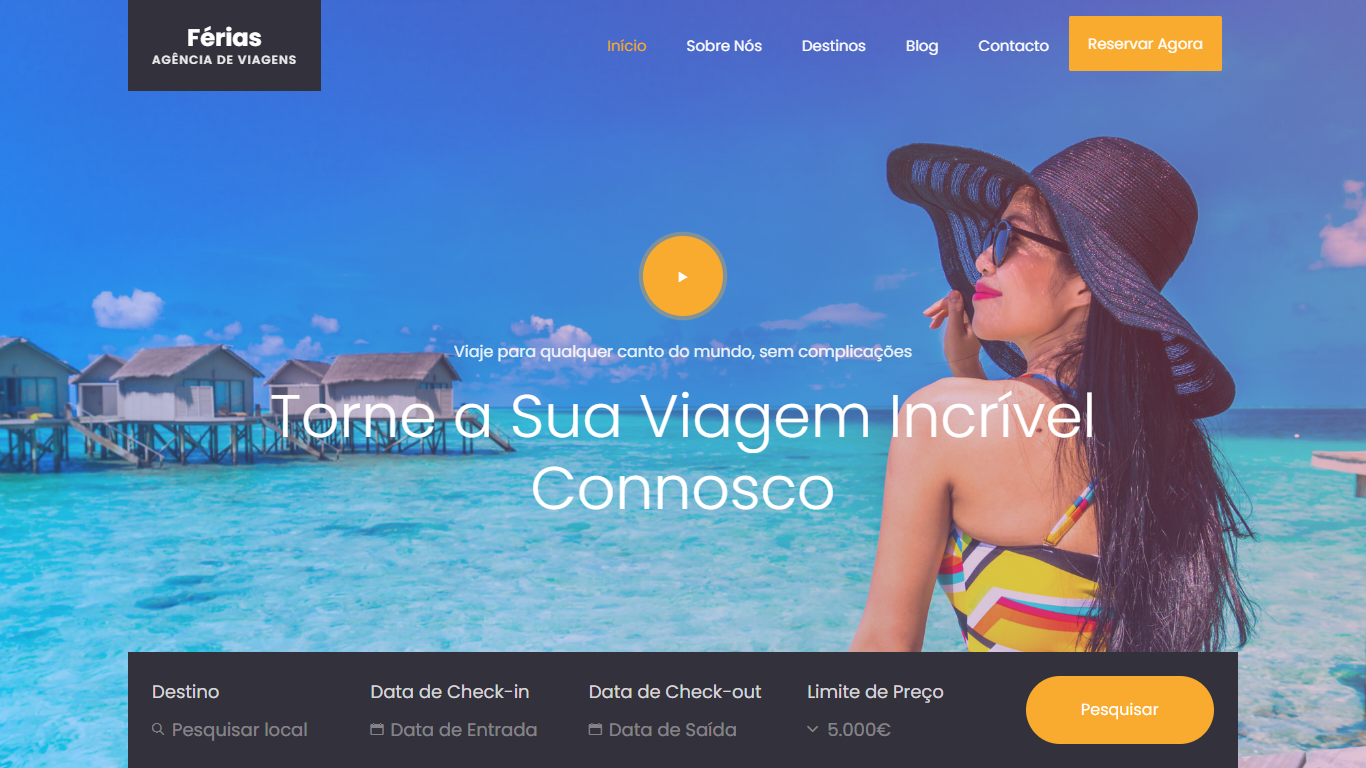 Férias
AGÊNCIA DE VIAGENS
Início
Sobre Nós
Destinos
Blog
Contacto
Reservar Agora
Viaje para qualquer canto do mundo, sem complicações
Torne a Sua Viagem Incrível
Connosco
Destino
Pesquisar local
Data de Check-in
Data de Entrada
Data de Check-out
Data de Saída
Limite de Preço
5.000€
Pesquisar